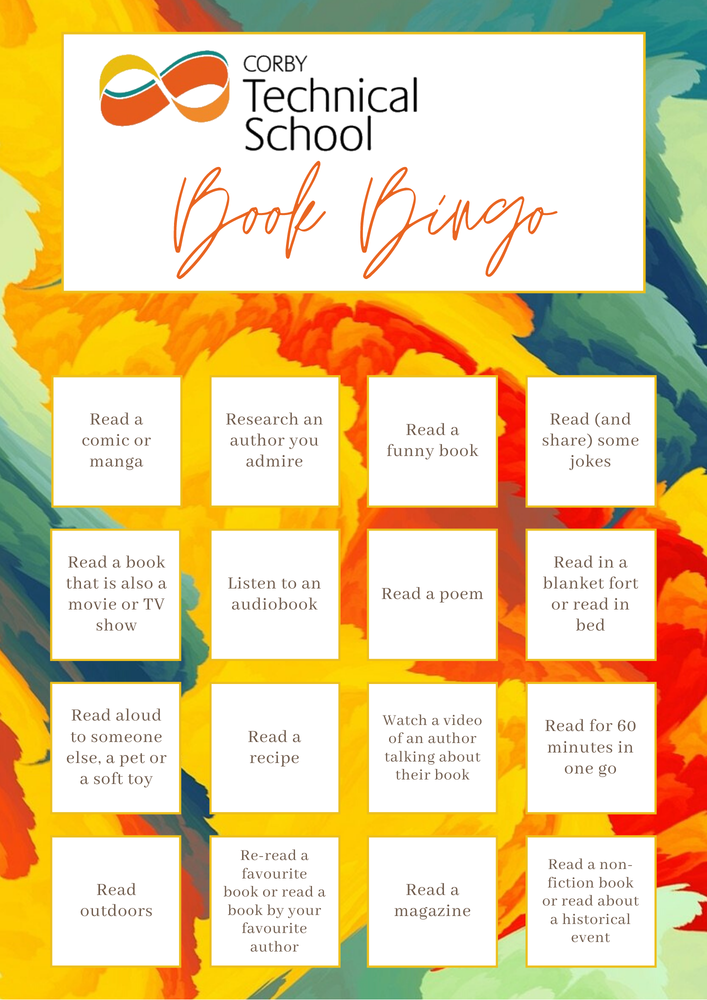 CORBY
Technical
School
Book Bingo
Read a
comic or
manga
Research an
author you
admire
Read a
funny book
Read (and
share) some
jokes
Read a book
that is also a
movie or TV
show
Listen to an
audiobook
Read a poem
Read in a
blanket fort
or read in
bed
Read aloud
to someone
else, a pet or
a soft toy
Read a
recipe
Watch a video
of an author
talking about
their book
Read for 60
minutes in
one go
Read
outdoors
Re-read a
favourite
book or read a
book by your
favourite
author
Read a
magazine
Read a non-
fiction book
or read about
a historical
event